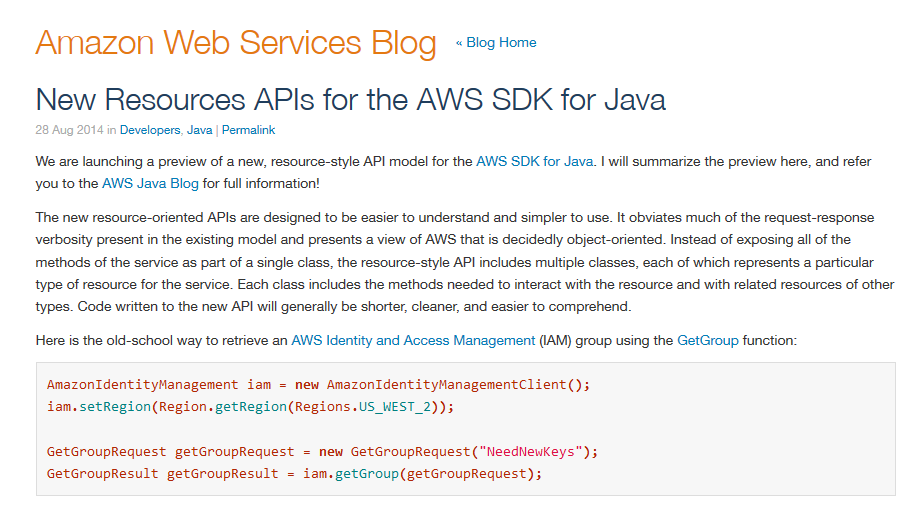 Amazon Web Services Blog « Blog Home
New Resources APIs for the AWS SDK for Java
28 Aug 2014 in Developers, Java | Permalink
We are launching a preview of a new, resource-style API model for the AWS SDK for Java. I will summarize the preview here, and refer
you to the AWS Java Blog for full information!
The new resource-oriented APIs are designed to be easier to understand and simpler to use. It obviates much of the request-response
verbosity present in the existing model and presents a view of AWS that is decidedly object-oriented. Instead of exposing all of the
methods of the service as part of a single class, the resource-style API includes multiple classes, each of which represents a particular
type of resource for the service. Each class includes the methods needed to interact with the resource and with related resources of other
types. Code written to the new API will generally be shorter, cleaner, and easier to comprehend.
Here is the old-school way to retrieve an AWS Identity and Access Management (IAM) group using the GetGroup function:
AmazonIdentityManagement iam = new AmazonIdentityManagementClient();
iam.setRegion(Region.getRegion(Regions.US_WEST_2));
GetGroupRequest getGroupRequest = new GetGroupRequest("NeedNewKeys");
GetGroupResult getGroupResult = iam.getGroup(getGroupRequest);